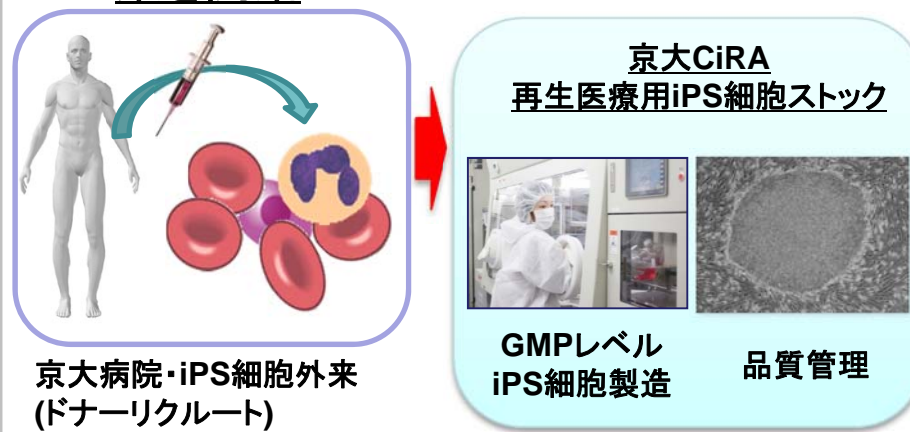 京大CiRA
再生医療用iPS細胞ストック
GMPレベル
iPS細胞製造
品質管理
京大病院・iPS細胞外来
(ドナーリクルート)